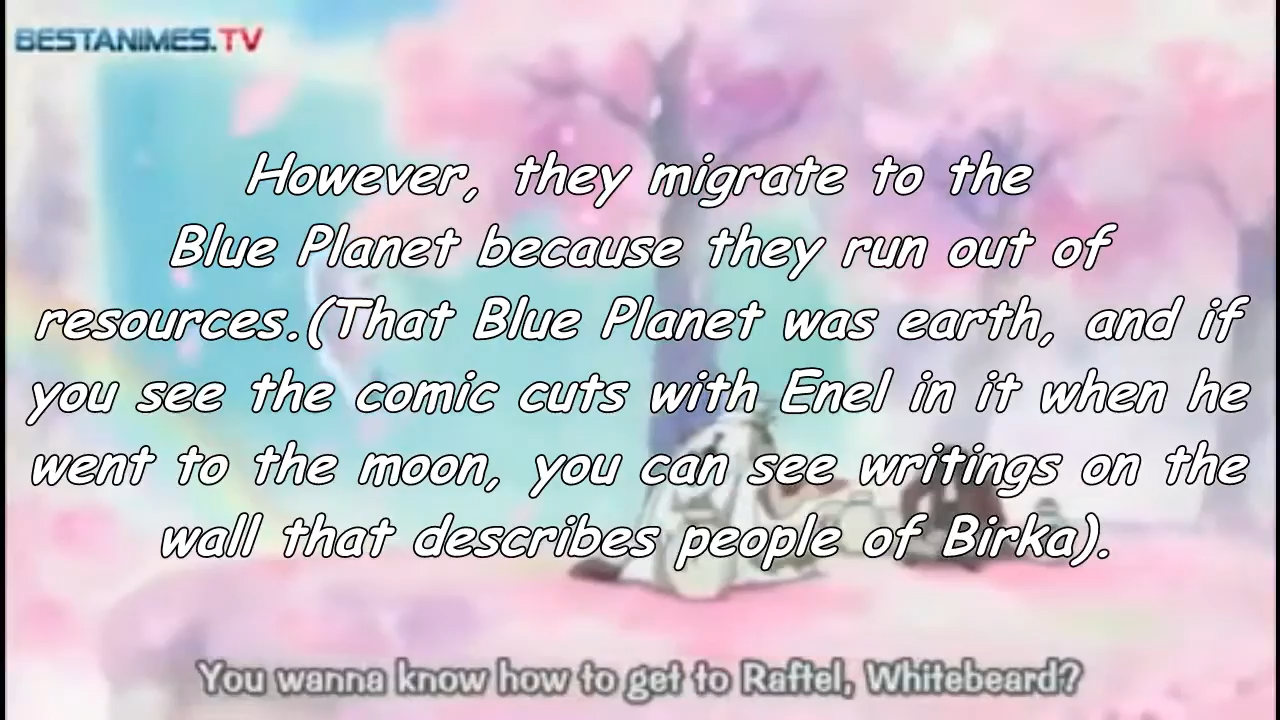 BESTANIMES.TV
However, they migrate to the
Blue Planet because they run out of
resources.(That Blue Planet was earth, and if
you see the comic cuts with Enel in it when he
went to the moon, you can see writings on the
wall that describes people of Birka).
You wanna know how to get to Raftel, Whitebeard?